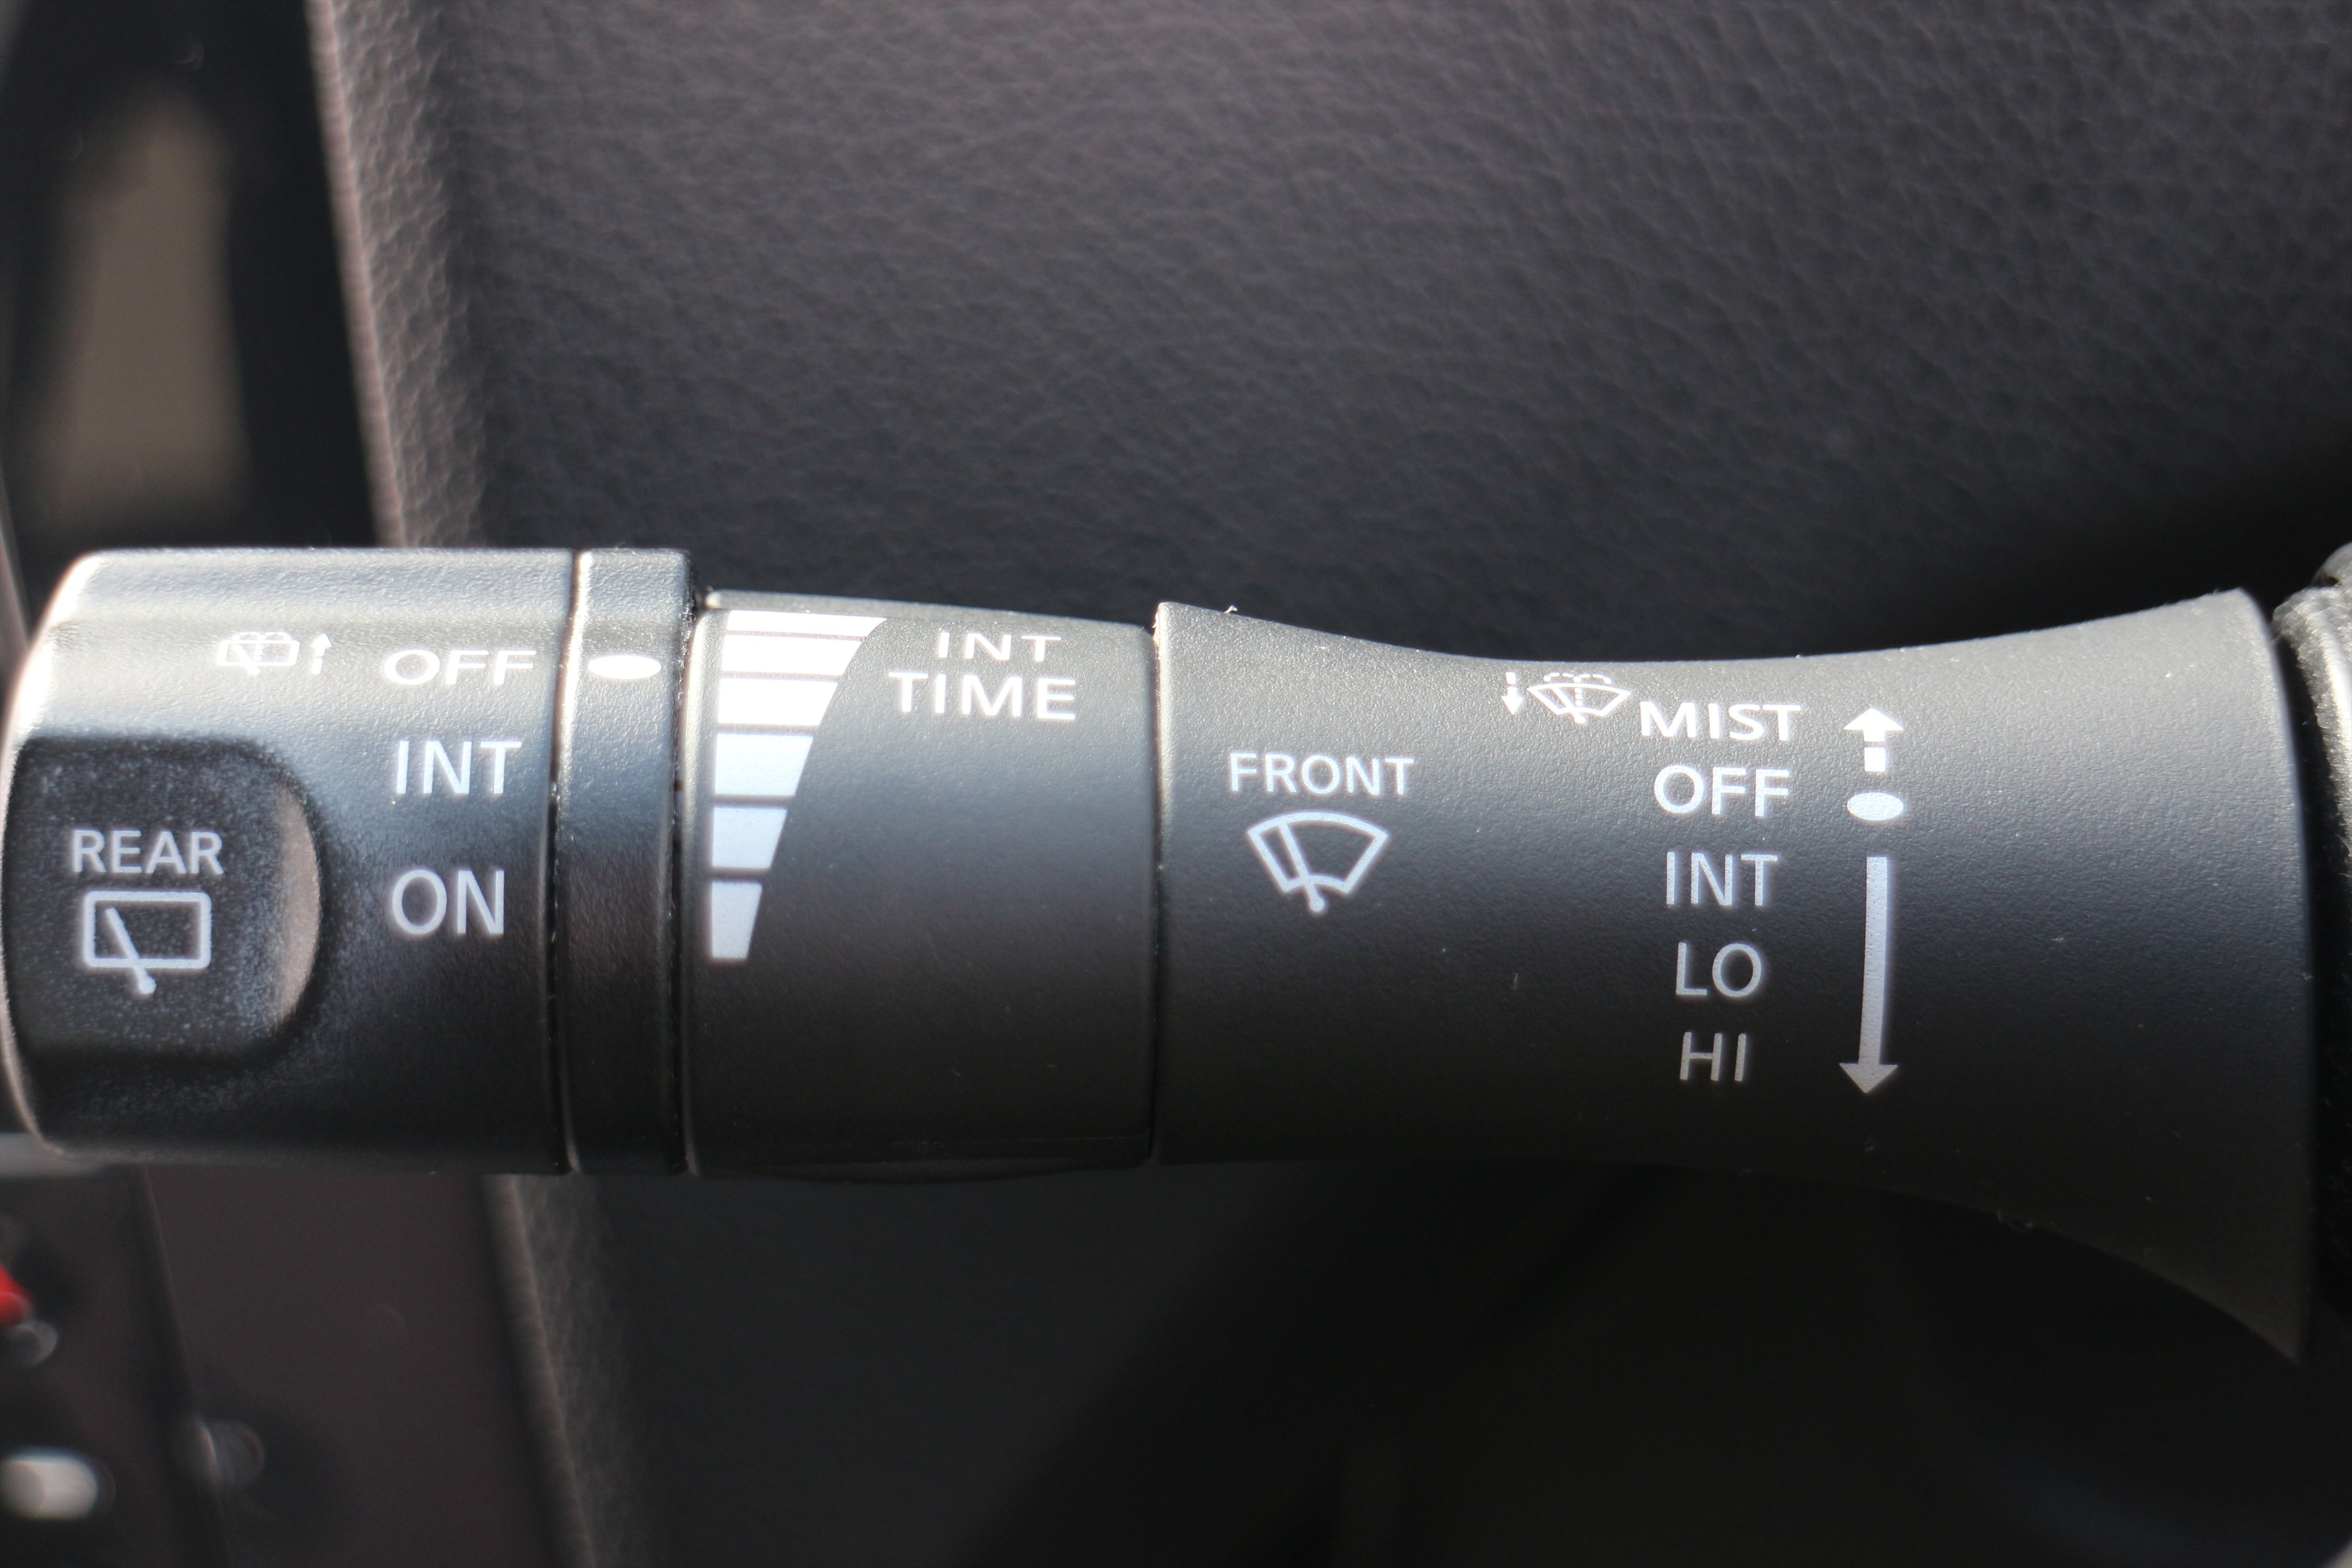 OFF
INT
ON
REAR
INT
TIME
FRONT
MIST
OFF
INT
LO
HI